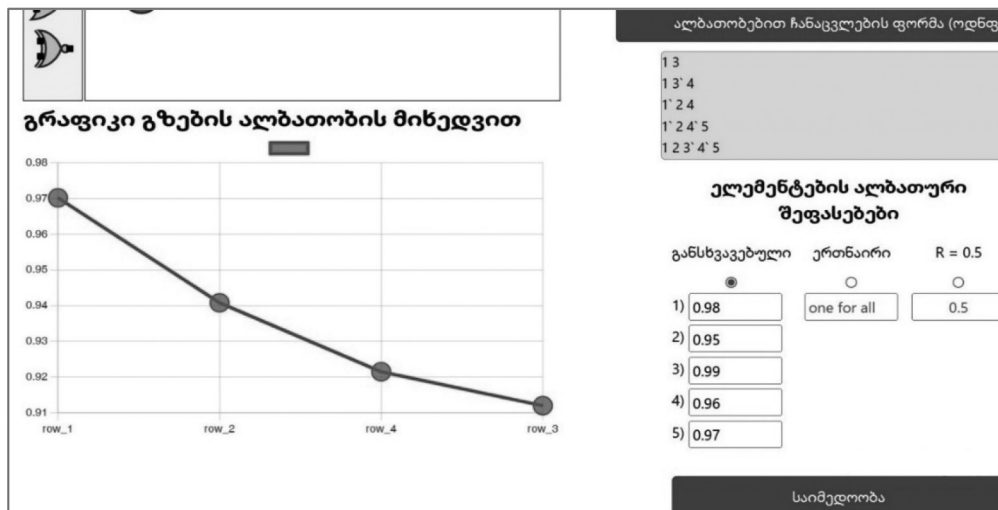 გრაფიკი გზების ალბათობის მიხედვით
0.98
0.97
0.96
0.95
0.94
0.93
0.92
0.91
row_1
row_2
row_4
row_3
ალბათობებით ჩანაცვლების ფორმა (ოდნფ
1 3
1 3` 4
1` 2 4
1` 2 4` 5
1 2 3` 4` 5
ელემენტების ალბათური
შეფასებები
განსხვავებული ერთნაირი R = 0.5
1) 0.98 one for all 0.5
2) 0.95
3) 0.99
4) 0.96
5) 0.97
საიმედოობა